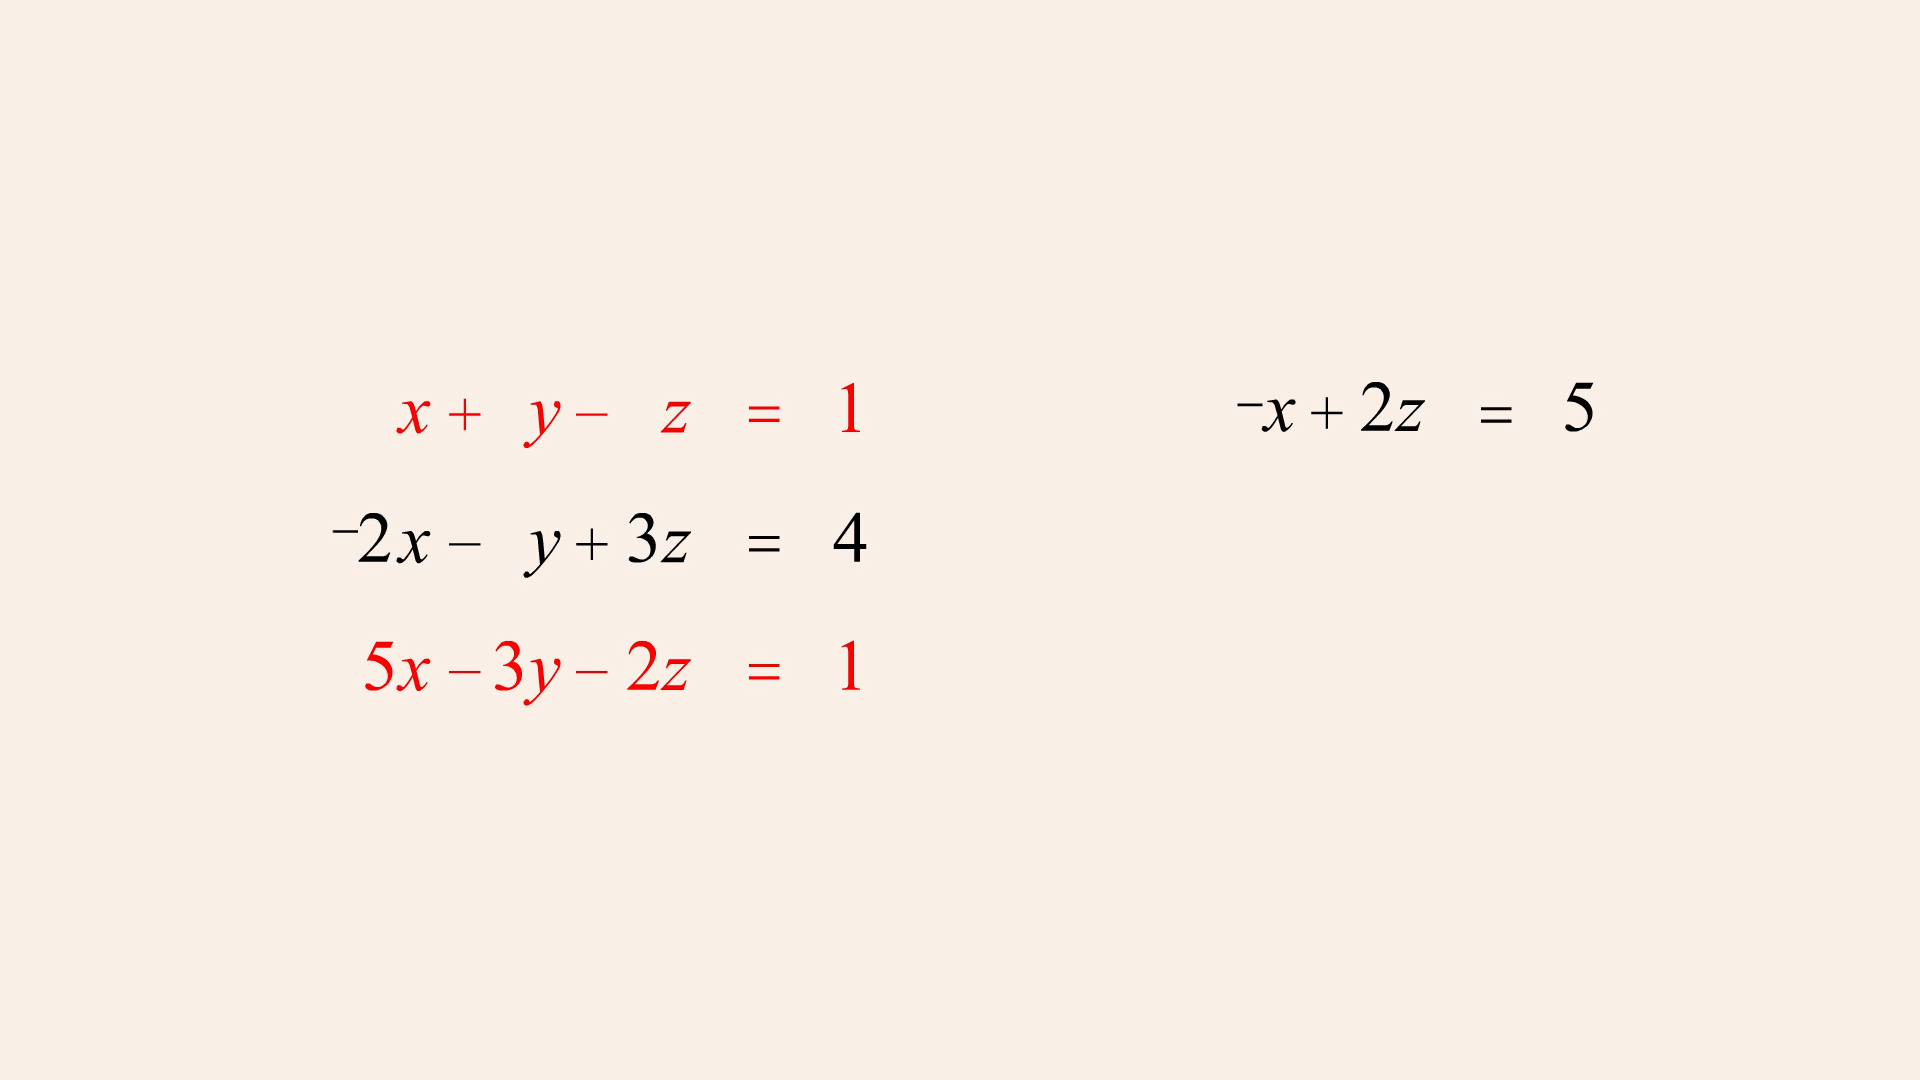 x + y − z = 1
⁻2x − y + 3z = 4
5x − 3y − 2z = 1
⁻x + 2z = 5